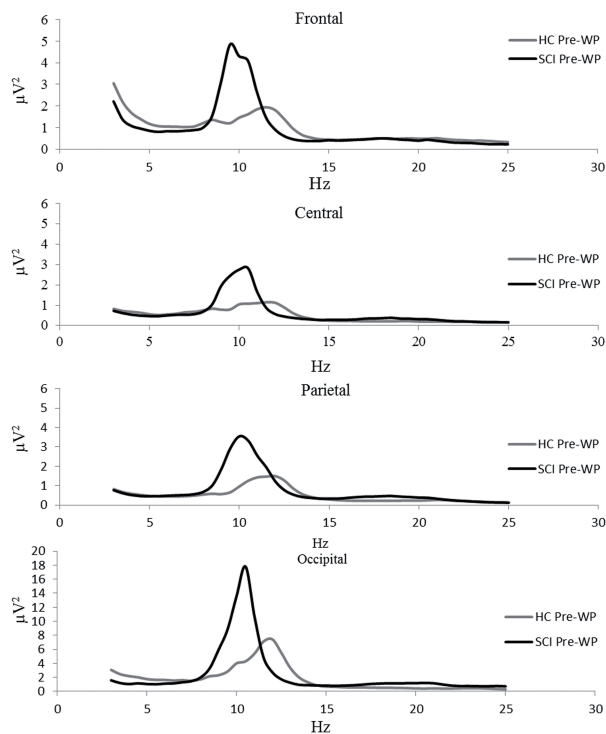 Frontal
µV²
6
5
4
3
2
1
0
0 5 10 15 20 25 30
Hz
HC Pre-WP
SCI Pre-WP
Central
µV²
6
5
4
3
2
1
0
0 5 10 15 20 25 30
Hz
HC Pre-WP
SCI Pre-WP
Parietal
µV²
6
5
4
3
2
1
0
0 5 10 15 20 25 30
Hz
HC Pre-WP
SCI Pre-WP
Occipital
µV²
20
18
16
14
12
10
8
6
4
2
0
0 5 10 15 20 25 30
Hz
HC Pre-WP
SCI Pre-WP